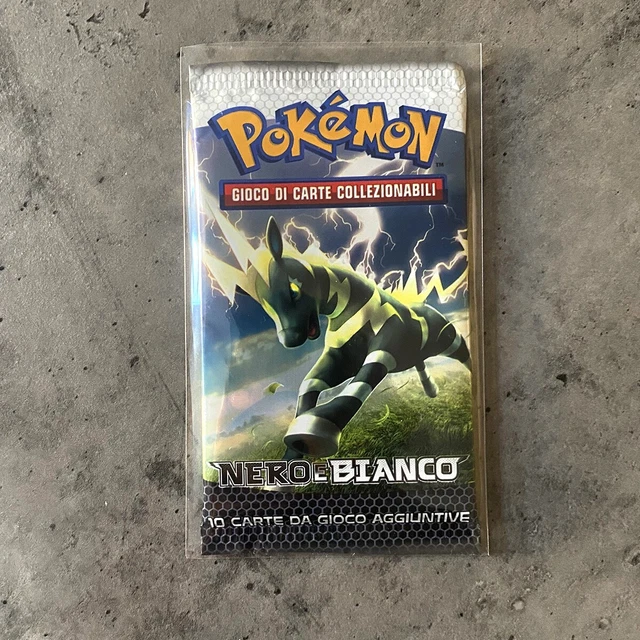 POKéMON
GIOCO DI CARTE COLLEZIONABILI
NERO E BIANCO
10 CARTE DA GIOCO AGGIUNTIVE